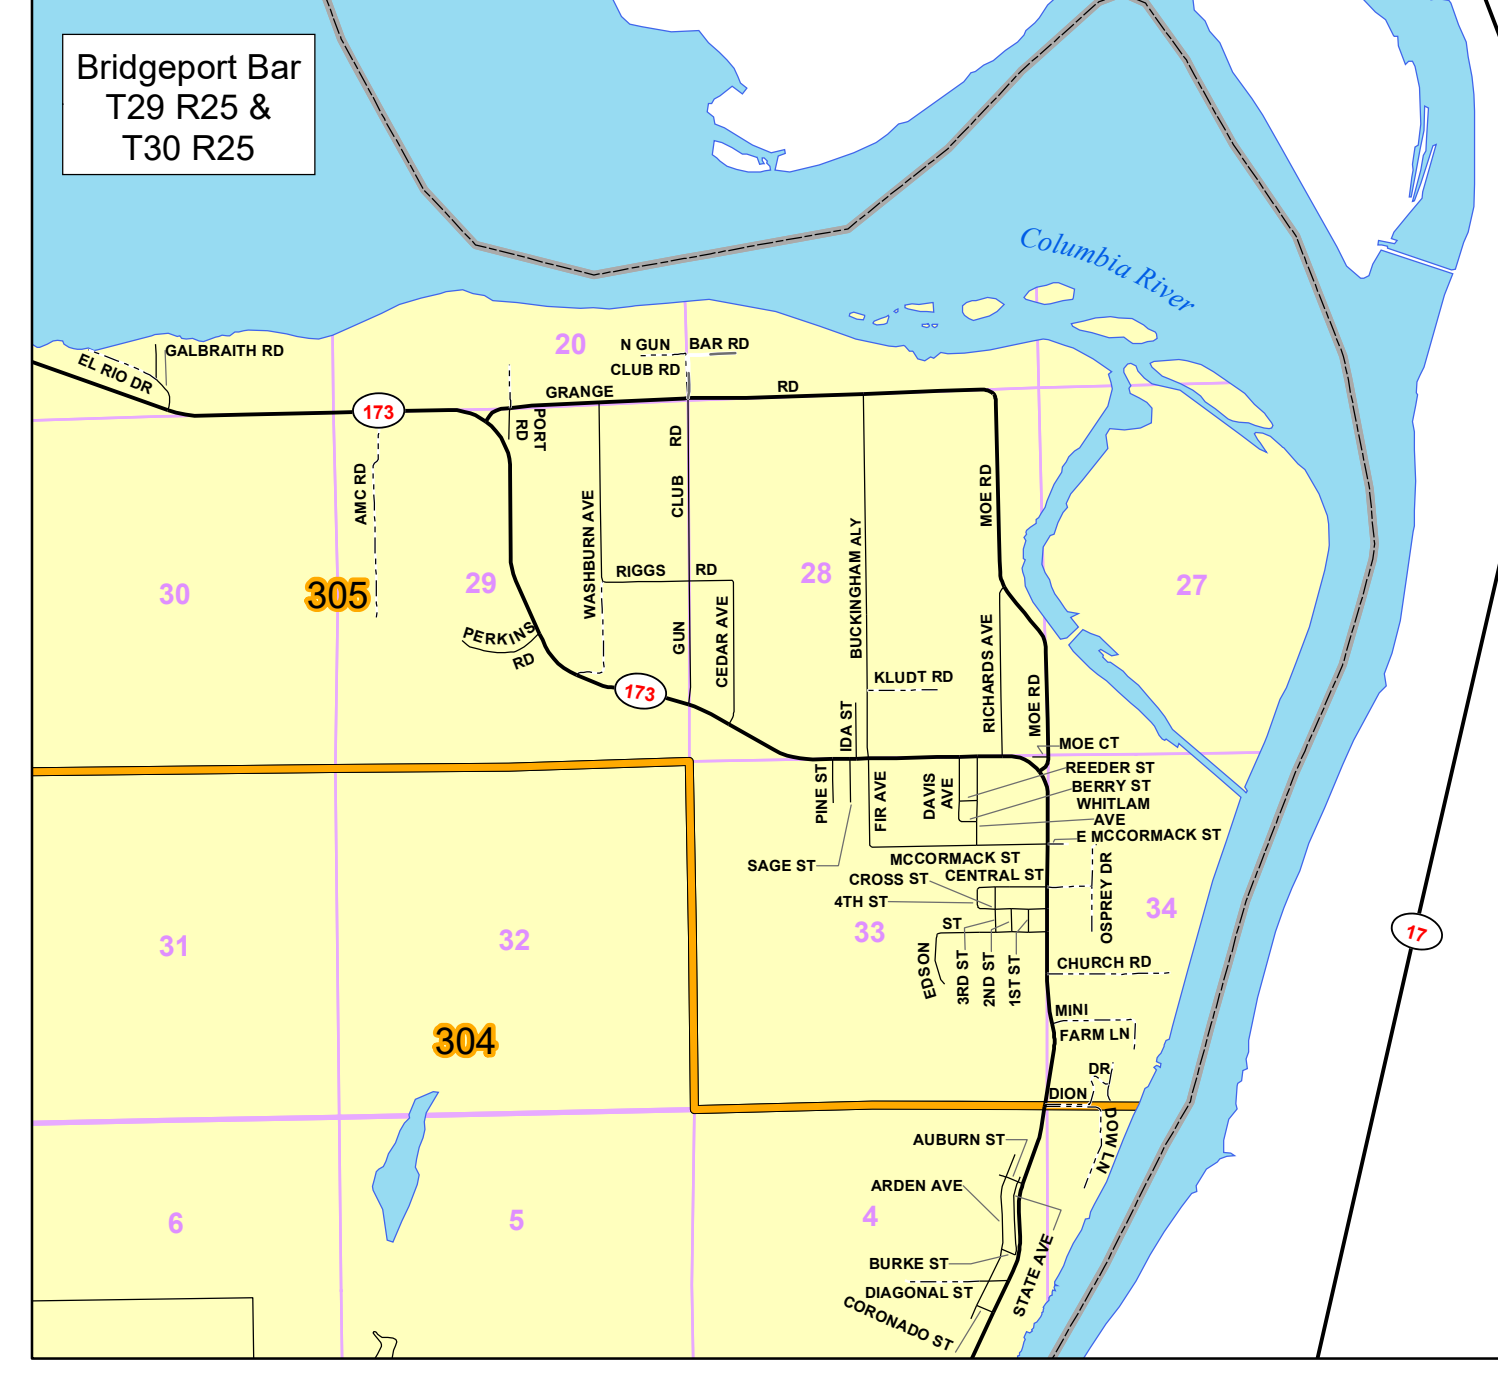 Bridgeport Bar
T29 R25 &
T30 R25
Columbia River
GALBRAITH RD
EL RIO DR
20
N GUN
CLUB RD
BAR RD
GRANGE
RD
173
PORT
RD
AMC RD
WASHBURN AVE
GUN
CLUB
RD
RIGGS
RD
CEDAR AVE
BUCKINGHAM ALY
28
MOE RD
27
30
305
29
PERKINS
RD
173
KLUDT RD
RICHARDS AVE
MOE RD
IDA ST
MOE CT
REEDER ST
BERRY ST
WHITLAM
AVE
E MCCORMACK ST
PINE ST
FIR AVE
DAVIS
AVE
SAGE ST
MCCORMACK ST
CENTRAL ST
CROSS ST
4TH ST
OSPREY DR
34
33
EDSON
ST
3RD ST
2ND ST
1ST ST
CHURCH RD
17
31
32
304
MINI
FARM LN
DION
DR
DOW LN
AUBURN ST
ARDEN AVE
4
BURKE ST
DIAGONAL ST
CORONADO ST
STATE AVE
6
5